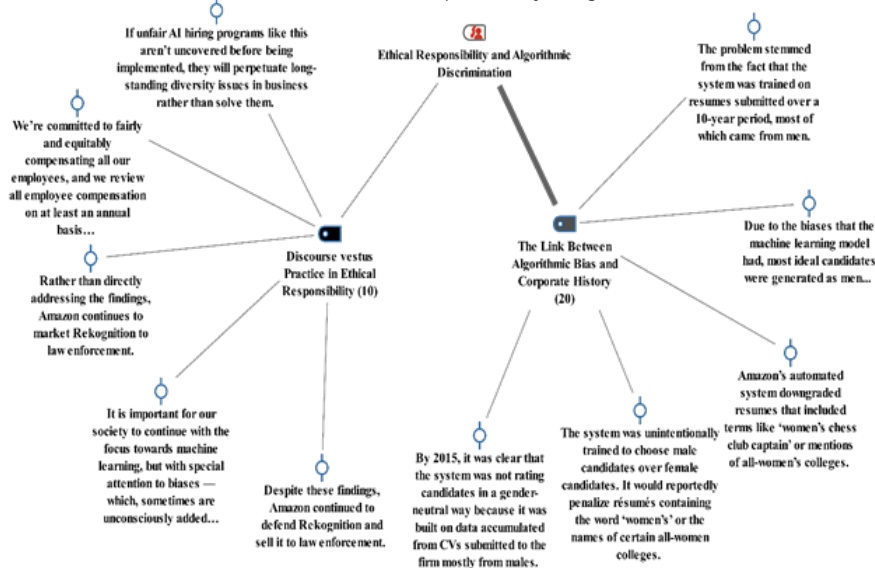 If unfair AI hiring programs like this
aren't uncovered before being
implemented, they will perpetuate long-
standing diversity issues in business
rather than solve them.
Ethical Responsibility and Algorithmic
Discrimination
The problem stemmed
from the fact that the
system was trained on
resumes submitted over a
10-year period, most of
which came from men.
We're committed to fairly
and equitably
compensating all our
employees, and we review
all employee compensation
on at least an annual
basis…
Discourse vestus
Practice in Ethical
Responsibility (10)
The Link Between
Algorithmic Bias and
Corporate History
(20)
Due to the biases that the
machine learning model
had, most ideal candidates
were generated as men...
Rather than directly
addressing the findings,
Amazon continues to
market Rekognition to
law enforcement.
It is important for our
society to continue with the
focus towards machine
learning, but with special
attention to biases —
which, sometimes are
unconsciously added…
Despite these findings,
Amazon continued to
defend Rekognition and
sell it to law enforcement.
By 2015, it was clear that
the system was not rating
candidates in a gender-
neutral way because it was
built on data accumulated
from CVs submitted to the
firm mostly from males.
The system was unintentionally
trained to choose male
candidates over female
candidates. It would reportedly
penalize résumés containing
the word 'women's' or the
names of certain all-women
colleges.
Amazon's automated
system downgraded
resumes that included
terms like 'women's chess
club captain' or mentions
of all-women's colleges.